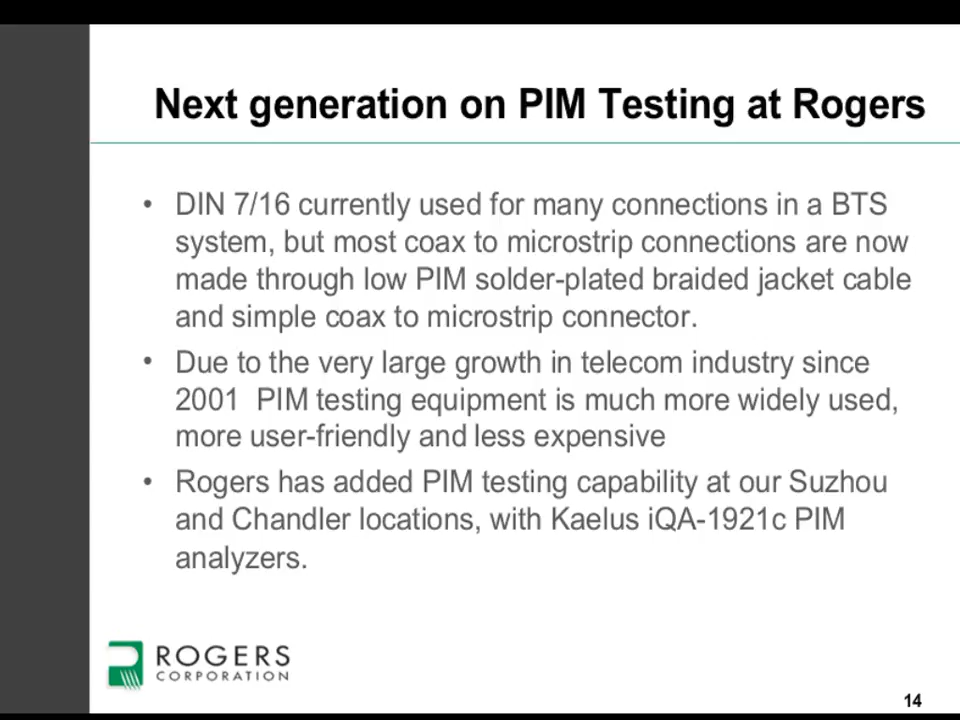 Next generation on PIM Testing at Rogers
• DIN 7/16 currently used for many connections in a BTS
system, but most coax to microstrip connections are now
made through low PIM solder-plated braided jacket cable
and simple coax to microstrip connector.
• Due to the very large growth in telecom industry since
2001  PIM testing equipment is much more widely used,
more user-friendly and less expensive
• Rogers has added PIM testing capability at our Suzhou
and Chandler locations, with Kaelus iQA-1921c PIM
analyzers.
ROGERS
CORPORATION
14